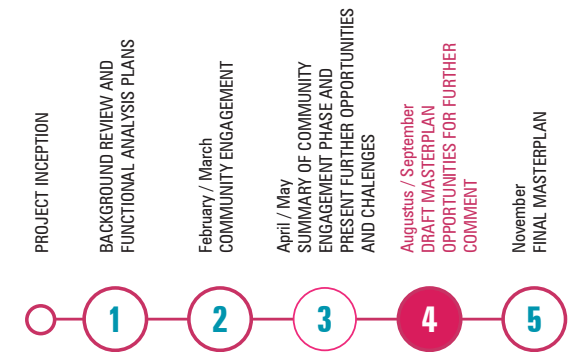 PROJECT INCEPTION
BACKGROUND REVIEW AND
FUNCTIONAL ANALYSIS PLANS
February / March
COMMUNITY ENGAGEMENT
April / May
SUMMARY OF COMMUNITY
ENGAGEMENT PHASE AND
PRESENT FURTHER OPPORTUNITIES
AND CHALENGES
Augustus / September
DRAFT MASTERPLAN
OPPORTUNITIES FOR FURTHER
COMMENT
November
FINAL MASTERPLAN
1
2
3
4
5